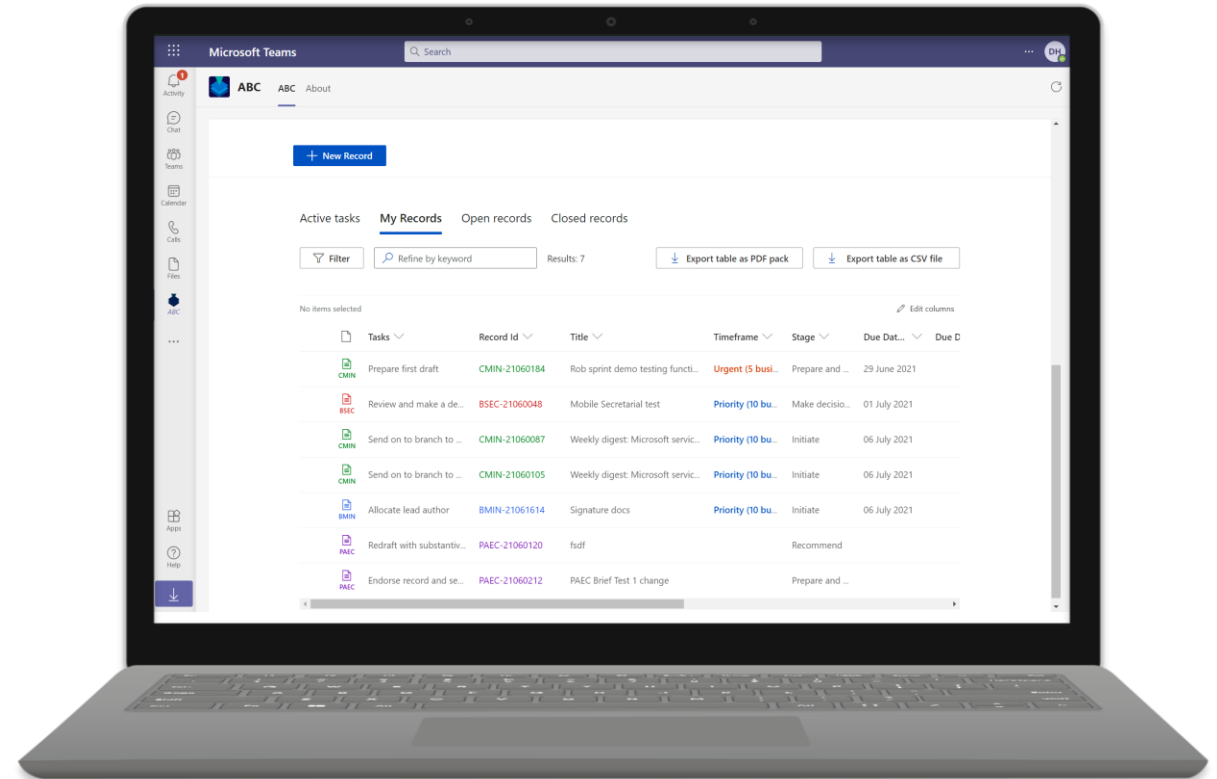 Microsoft Teams
Search
DH
1
Activity
ABC
ABC
About
Chat
Teams
Calendar
Calls
Files
ABC
Apps
Help
New Record
Active tasks
My Records
Open records
Closed records
Filter
Refine by keyword
Results: 7
Export table as PDF pack
Export table as CSV file
No items selected
Edit columns
Tasks Record Id Title Timeframe Stage Due Dat... Due D
CMIN Prepare first draft CMIN-21060184 Rob sprint demo testing functi... Urgent (5 busi... Prepare and ... 29 June 2021
BSEC Review and make a de... BSEC-21060048 Mobile Secretarial test Priority (10 bu... Make decisio... 01 July 2021
CMIN Send on to branch to ... CMIN-21060087 Weekly digest: Microsoft servic... Priority (10 bu... Initiate 06 July 2021
CMIN Send on to branch to ... CMIN-21060105 Weekly digest: Microsoft servic... Priority (10 bu... Initiate 06 July 2021
BMIN Allocate lead author BMIN-21061614 Signature docs Priority (10 bu... Initiate 06 July 2021
PAEC Redraft with substantiv... PAEC-21060120 fsdf Recommend
PAEC Endorse record and se... PAEC-21060212 PAEC Brief Test 1 change Prepare and ...